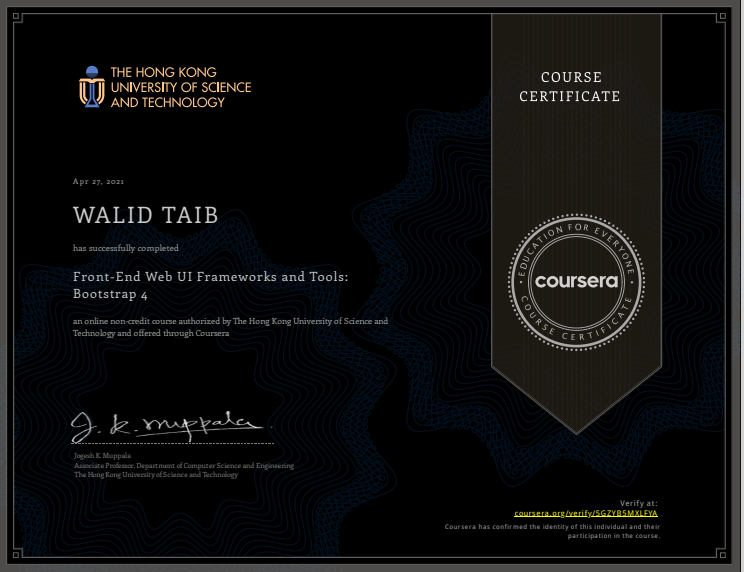 THE HONG KONG
UNIVERSITY OF SCIENCE
AND TECHNOLOGY
COURSE
CERTIFICATE
Apr 27, 2021
WALID TAIB
has successfully completed
Front-End Web UI Frameworks and Tools:
Bootstrap 4
an online non-credit course authorized by The Hong Kong University of Science and
Technology and offered through Coursera
EDUCATION FOR EVERYONE
coursera
COURSE CERTIFICATE
J. K. Muppala
Jogesh K. Muppala
Associate Professor, Department of Computer Science and Engineering
The Hong Kong University of Science and Technology
Verify at:
coursera.org/verify/5GZYB5MXLFYA
Coursera has confirmed the identity of this individual and their
participation in the course.